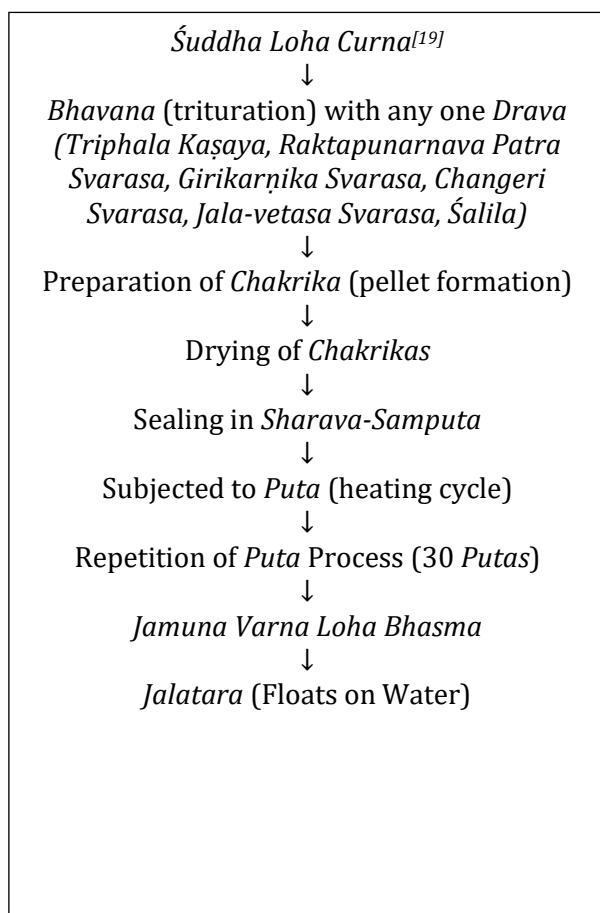 Śuddha Loha Curna[19]
↓
Bhavana (trituration) with any one Drava
(Triphala Kaṣaya, Raktapunarnava Patra
Svarasa, Girikarṇika Svarasa, Changeri
Svarasa, Jala-vetasa Svarasa, Śalila)
↓
Preparation of Chakrika (pellet formation)
↓
Drying of Chakrikas
↓
Sealing in Sharava-Samputa
↓
Subjected to Puta (heating cycle)
↓
Repetition of Puta Process (30 Putas)
↓
Jamuna Varna Loha Bhasma
↓
Jalatara (Floats on Water)